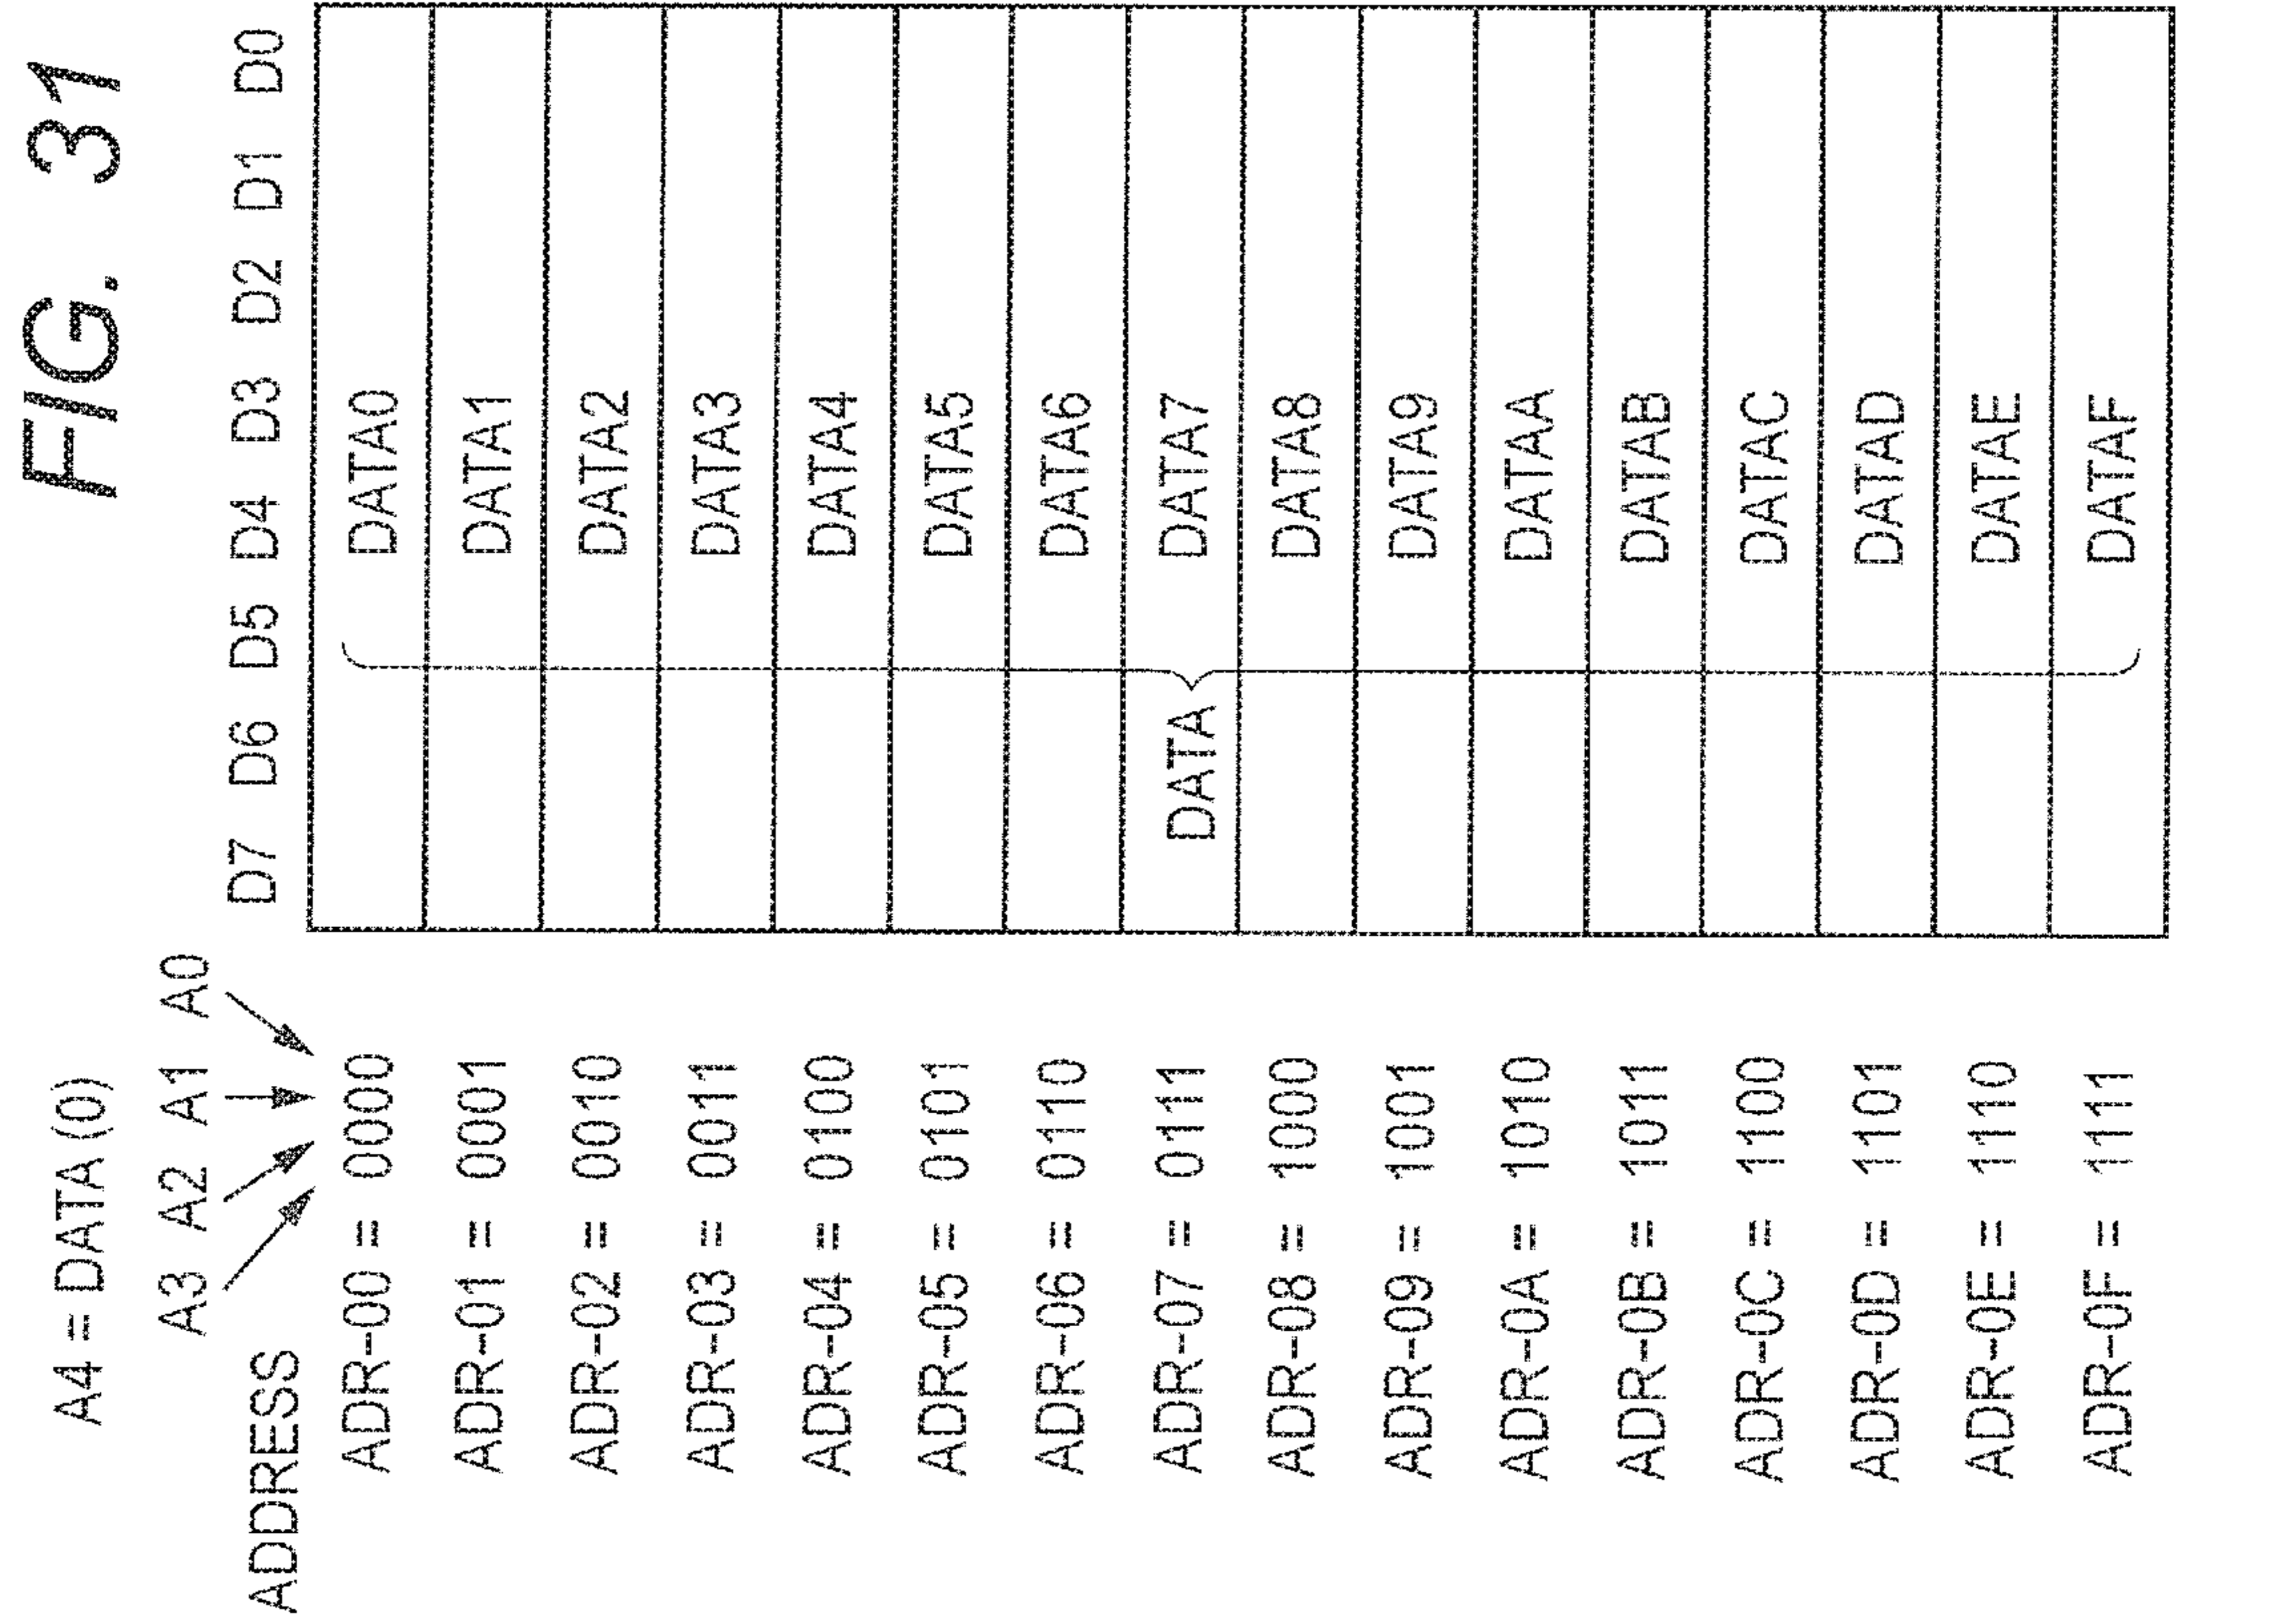 FIG. 31
A4 = DATA (0)
A3 A2 A1 A0
ADDRESS D7 D6 D5 D4 D3 D2 D1 D0
ADR-00 = 0000 DATA0
ADR-01 = 0001 DATA1
ADR-02 = 0010 DATA2
ADR-03 = 0011 DATA3
ADR-04 = 0100 DATA4
ADR-05 = 0101 DATA5
ADR-06 = 0110 DATA6
ADR-07 = 0111 DATA DATA7
ADR-08 = 1000 DATA8
ADR-09 = 1001 DATA9
ADR-0A = 1010 DATAA
ADR-0B = 1011 DATAB
ADR-0C = 1100 DATAC
ADR-0D = 1101 DATAD
ADR-0E = 1110 DATAE
ADR-0F = 1111 DATAF